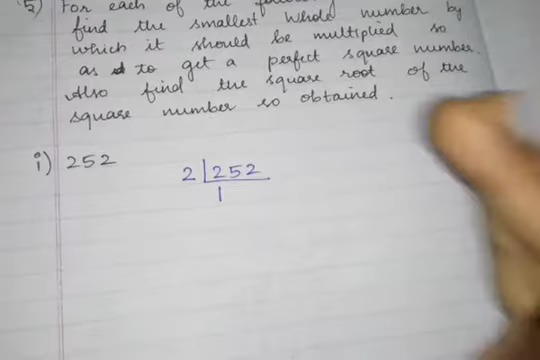 5) For each of the
find the smallest whole number by
which it should be multiplied so
as to get a perfect square number.
Also find the square root of the
square number so obtained.
i) 252
2 252
1